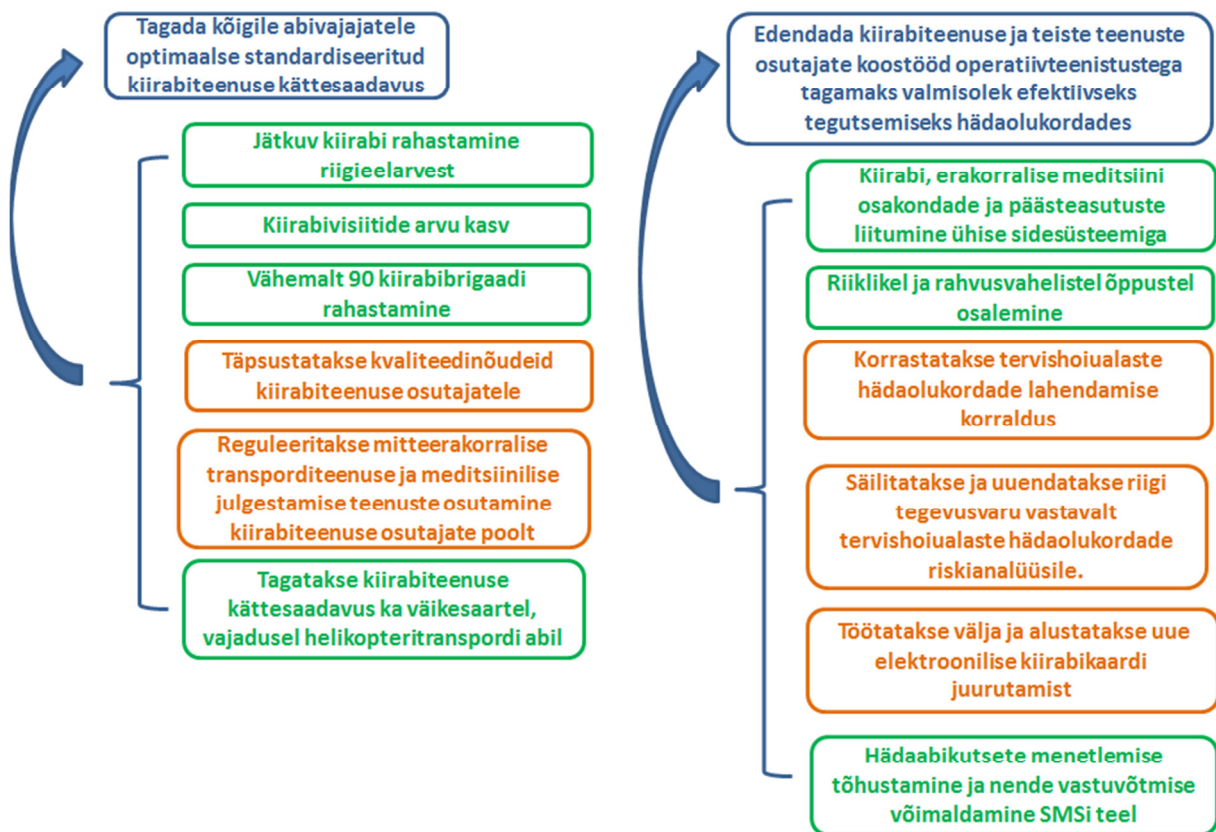 Tagada kõigile abivajajatele
optimaalse standardiseeritud
kiirabiteenuse kättesaadavus
Jätkuv kiirabi rahastamine
riigieelarvest
Kiirabivisiitide arvu kasv
Vähemalt 90 kiirabibrigaadi
rahastamine
Täpsustatakse kvaliteedinõudeid
kiirabiteenuse osutajatele
Reguleeritakse mitteerakorralise
transporditeenuse ja meditsiinilise
julgestamise teenuste osutamine
kiirabiteenuse osutajate poolt
Tagatakse kiirabiteenuse
kättesaadavus ka väikesaartel,
vajadusel helikopteritranspordi abil
Edendada kiirabiteenuse ja teiste teenuste
osutajate koostööd operatiivteenistustega
tagamaks valmisolek efektiivseks
tegutsemiseks hädaolukordades
Kiirabi, erakorralise meditsiini
osakondade ja päästeasutuste
liitumine ühise sidesüsteemiga
Riiklikel ja rahvusvahelistel õppustel
osalemine
Korrastatakse tervishoiualaste
hädaolukordade lahendamise
korraldus
Säilitatakse ja uuendatakse riigi
tegevusvaru vastavalt
tervishoiualaste hädaolukordade
riskianalüüsile.
Töötatakse välja ja alustatakse uue
elektroonilise kiirabikaardi
juurutamist
Hädaabikutsete menetlemise
tõhustamine ja nende vastuvõtmise
võimaldamine SMSi teel